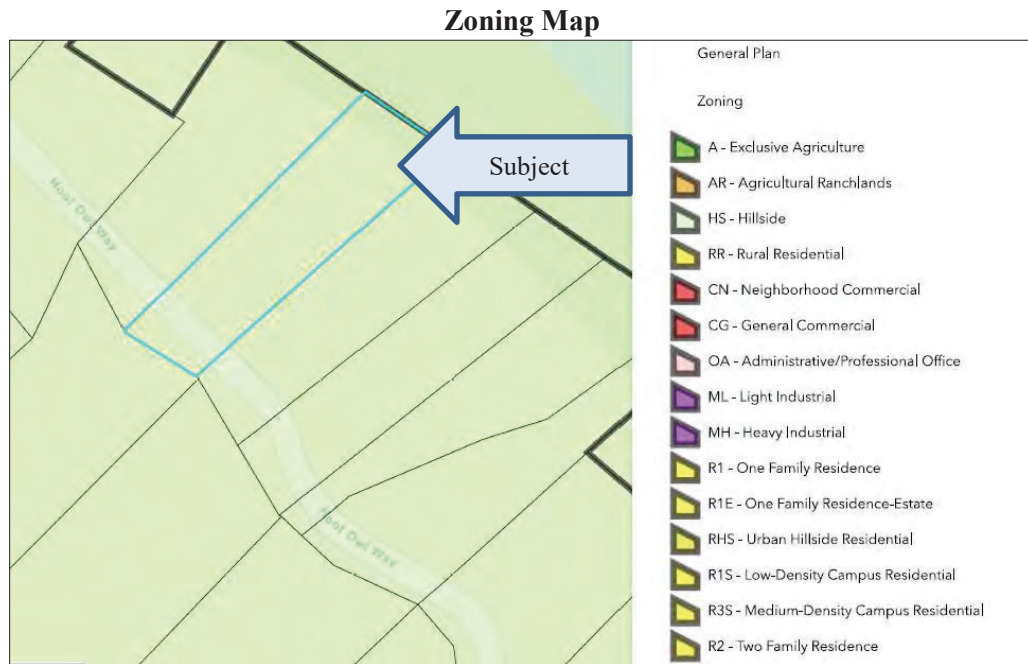 Zoning Map
General Plan
Zoning
Subject
Hoot Owl Way
Hoot Owl Way
A - Exclusive Agriculture
AR - Agricultural Ranchlands
HS - Hillside
RR - Rural Residential
CN - Neighborhood Commercial
CG - General Commercial
OA - Administrative/Professional Office
ML - Light Industrial
MH - Heavy Industrial
R1 - One Family Residence
R1E - One Family Residence-Estate
RHS - Urban Hillside Residential
R1S - Low-Density Campus Residential
R3S - Medium-Density Campus Residential
R2 - Two Family Residence